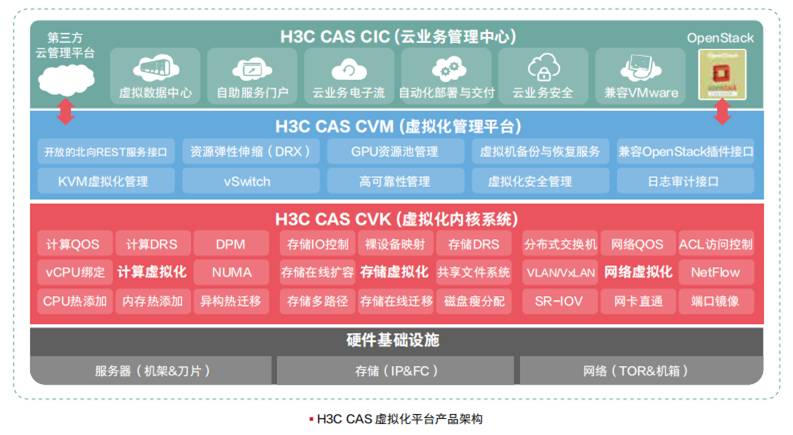 第三方
云管理平台
H3C CAS CIC (云业务管理中心)
OpenStack
openstack
虚拟数据中心
自助服务门户
云业务电子流
自动化部署与交付
云业务安全
兼容VMware
H3C CAS CVM (虚拟化管理平台)
开放的北向REST服务接口
资源弹性伸缩（DRX）
GPU资源池管理
虚拟机备份与恢复服务
兼容OpenStack插件接口
KVM虚拟化管理
vSwitch
高可靠性管理
虚拟化安全管理
日志审计接口
H3C CAS CVK (虚拟化内核系统)
计算QOS
计算DRS
DPM
存储IO控制
裸设备映射
存储DRS
分布式交换机
网络QOS
ACL访问控制
vCPU绑定
计算虚拟化
NUMA
存储在线扩容
存储虚拟化
共享文件系统
VLAN/VxLAN
网络虚拟化
NetFlow
CPU热添加
内存热添加
异构热迁移
存储多路径
存储在线迁移
磁盘瘦分配
SR-IOV
网卡直通
端口镜像
硬件基础设施
服务器（机架&刀片）
存储（IP&FC）
网络（TOR&机箱）
H3C CAS 虚拟化平台产品架构